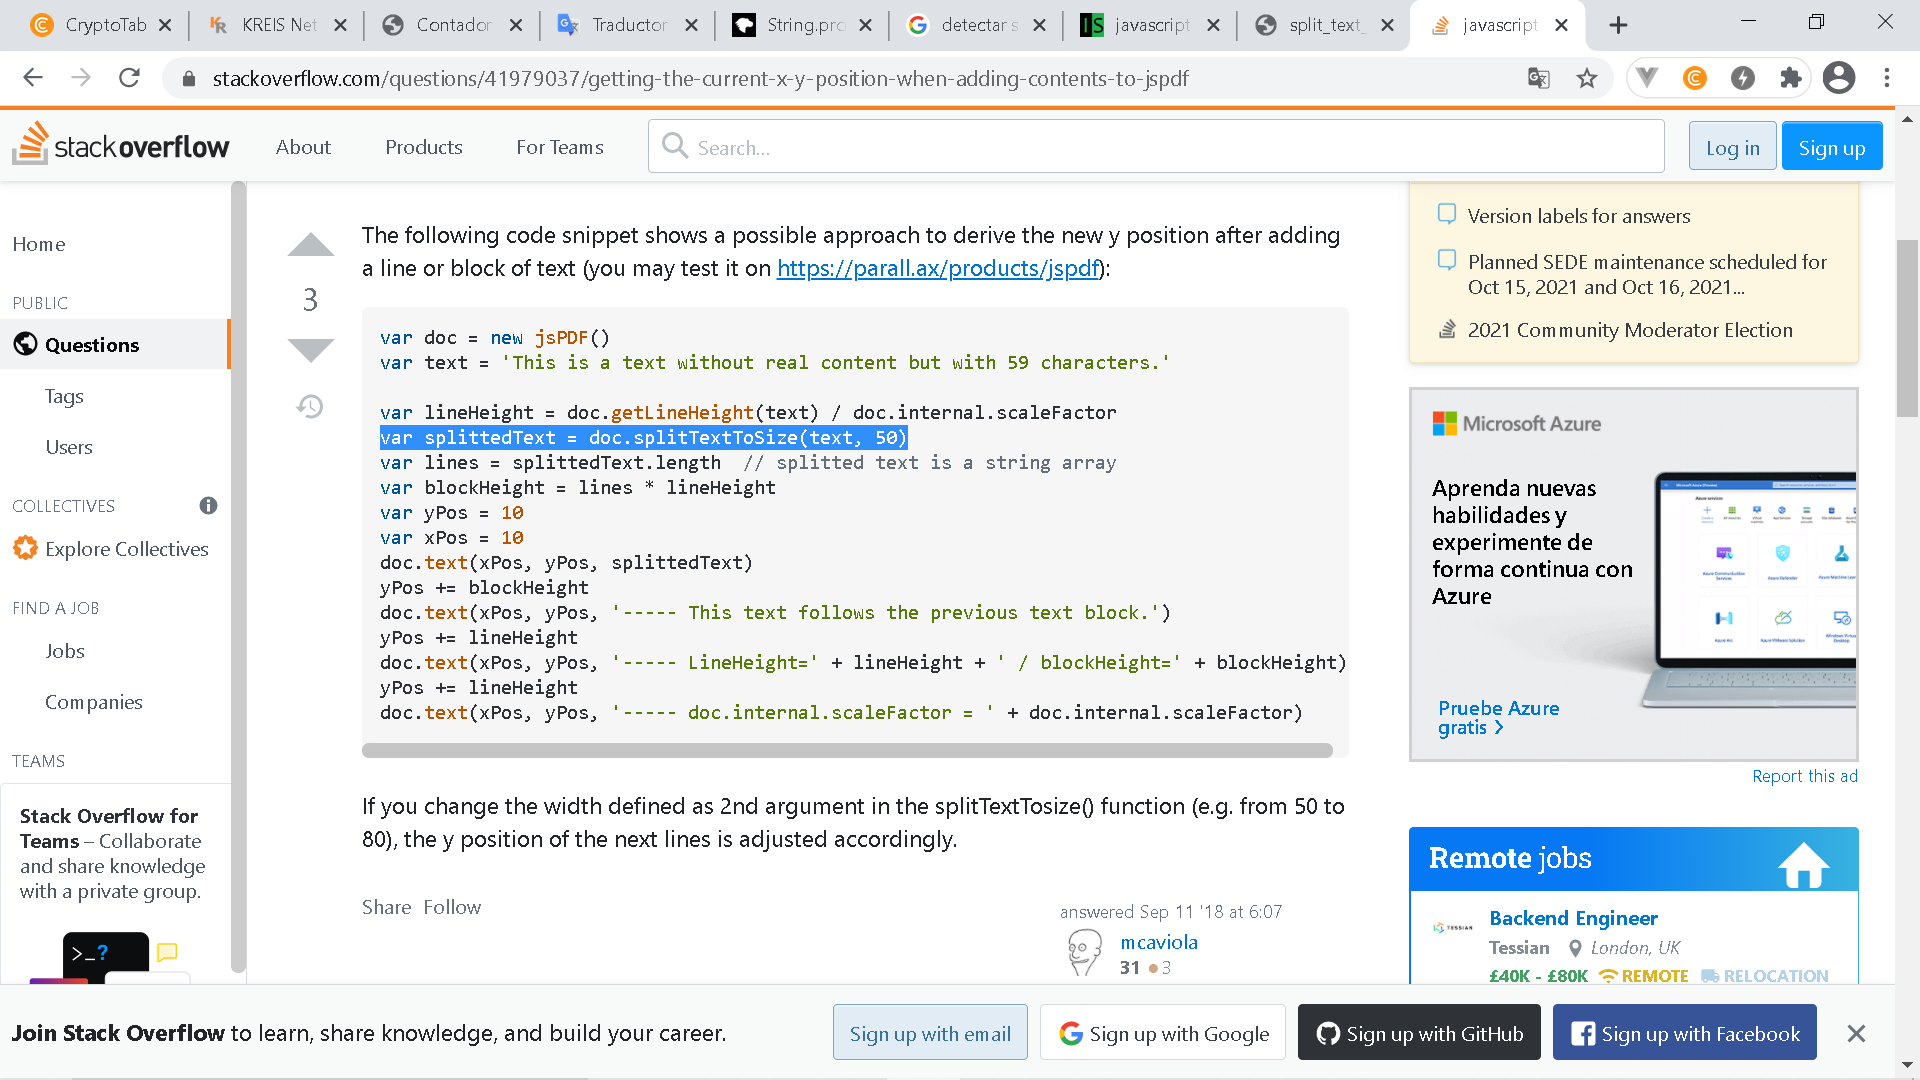 CryptoTab
KREIS Net
Contador
Traductor
String.pro
detectar s
javascript
split_text_
javascript
stackoverflow.com/questions/41979037/getting-the-current-x-y-position-when-adding-contents-to-jspdf
stackoverflow
About
Products
For Teams
Search...
Log in
Sign up
Home
PUBLIC
Questions
Tags
Users
COLLECTIVES
Explore Collectives
FIND A JOB
Jobs
Companies
TEAMS
Stack Overflow for
Teams – Collaborate
and share knowledge
with a private group.
>_?
3
The following code snippet shows a possible approach to derive the new y position after adding
a line or block of text (you may test it on https://parall.ax/products/jspdf):
var doc = new jsPDF()
var text = 'This is a text without real content but with 59 characters.'
var lineHeight = doc.getLineHeight(text) / doc.internal.scaleFactor
var splittedText = doc.splitTextToSize(text, 50)
var lines = splittedText.length  // splitted text is a string array
var blockHeight = lines * lineHeight
var yPos = 10
var xPos = 10
doc.text(xPos, yPos, splittedText)
yPos += blockHeight
doc.text(xPos, yPos, '----- This text follows the previous text block.')
yPos += lineHeight
doc.text(xPos, yPos, '----- LineHeight=' + lineHeight + ' / blockHeight=' + blockHeight)
yPos += lineHeight
doc.text(xPos, yPos, '----- doc.internal.scaleFactor = ' + doc.internal.scaleFactor)
If you change the width defined as 2nd argument in the splitTextTosize() function (e.g. from 50 to
80), the y position of the next lines is adjusted accordingly.
Share Follow
answered Sep 11 '18 at 6:07
mcaviola
31 3
Version labels for answers
Planned SEDE maintenance scheduled for
Oct 15, 2021 and Oct 16, 2021...
2021 Community Moderator Election
Microsoft Azure
Aprenda nuevas
habilidades y
experimente de
forma continua con
Azure
Pruebe Azure
gratis
Report this ad
Remote jobs
TESSIAN
Backend Engineer
Tessian London, UK
£40K - £80K REMOTE RELOCATION
Join Stack Overflow to learn, share knowledge, and build your career.
Sign up with email
Sign up with Google
Sign up with GitHub
Sign up with Facebook